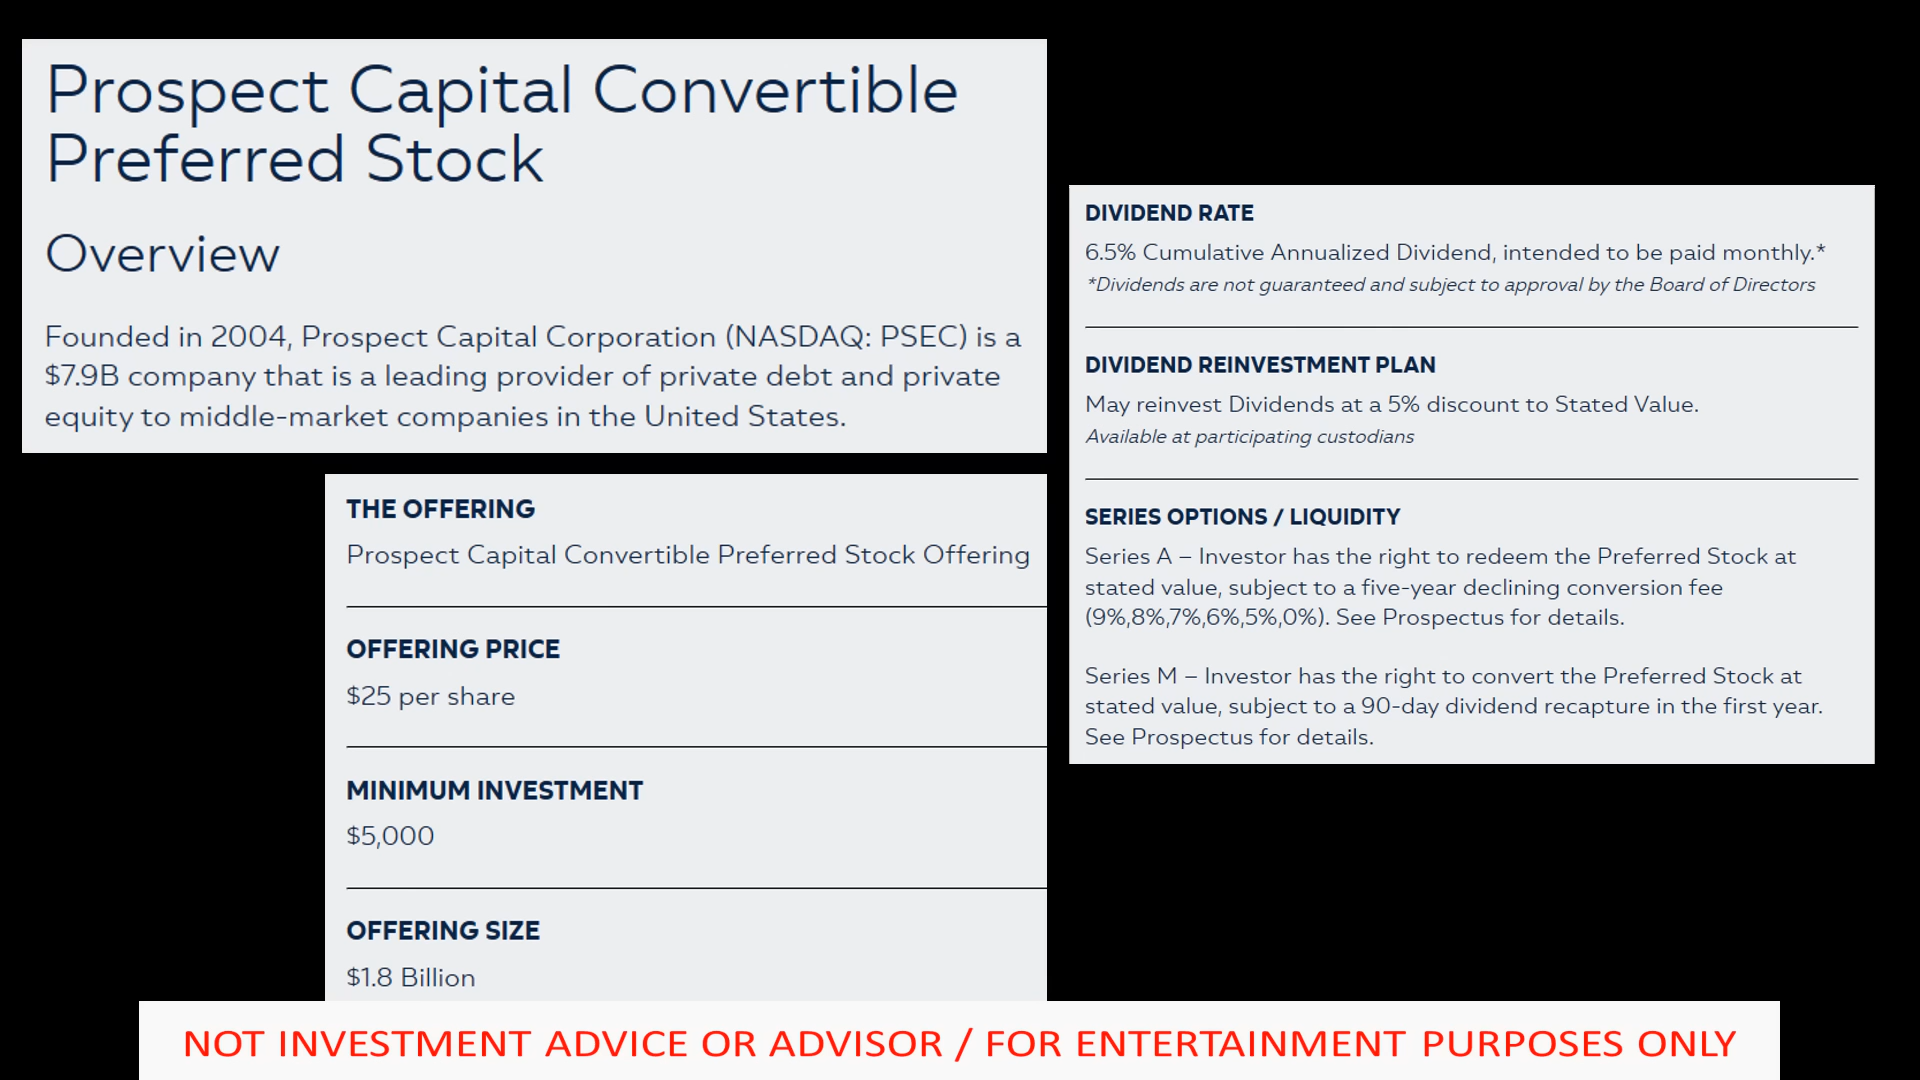 Prospect Capital Convertible
Preferred Stock
Overview
Founded in 2004, Prospect Capital Corporation (NASDAQ: PSEC) is a
$7.9B company that is a leading provider of private debt and private
equity to middle-market companies in the United States.
THE OFFERING
Prospect Capital Convertible Preferred Stock Offering
OFFERING PRICE
$25 per share
MINIMUM INVESTMENT
$5,000
OFFERING SIZE
$1.8 Billion
DIVIDEND RATE
6.5% Cumulative Annualized Dividend, intended to be paid monthly.*
*Dividends are not guaranteed and subject to approval by the Board of Directors
DIVIDEND REINVESTMENT PLAN
May reinvest Dividends at a 5% discount to Stated Value.
Available at participating custodians
SERIES OPTIONS / LIQUIDITY
Series A – Investor has the right to redeem the Preferred Stock at
stated value, subject to a five-year declining conversion fee
(9%,8%,7%,6%,5%,0%). See Prospectus for details.
Series M – Investor has the right to convert the Preferred Stock at
stated value, subject to a 90-day dividend recapture in the first year.
See Prospectus for details.
NOT INVESTMENT ADVICE OR ADVISOR / FOR ENTERTAINMENT PURPOSES ONLY